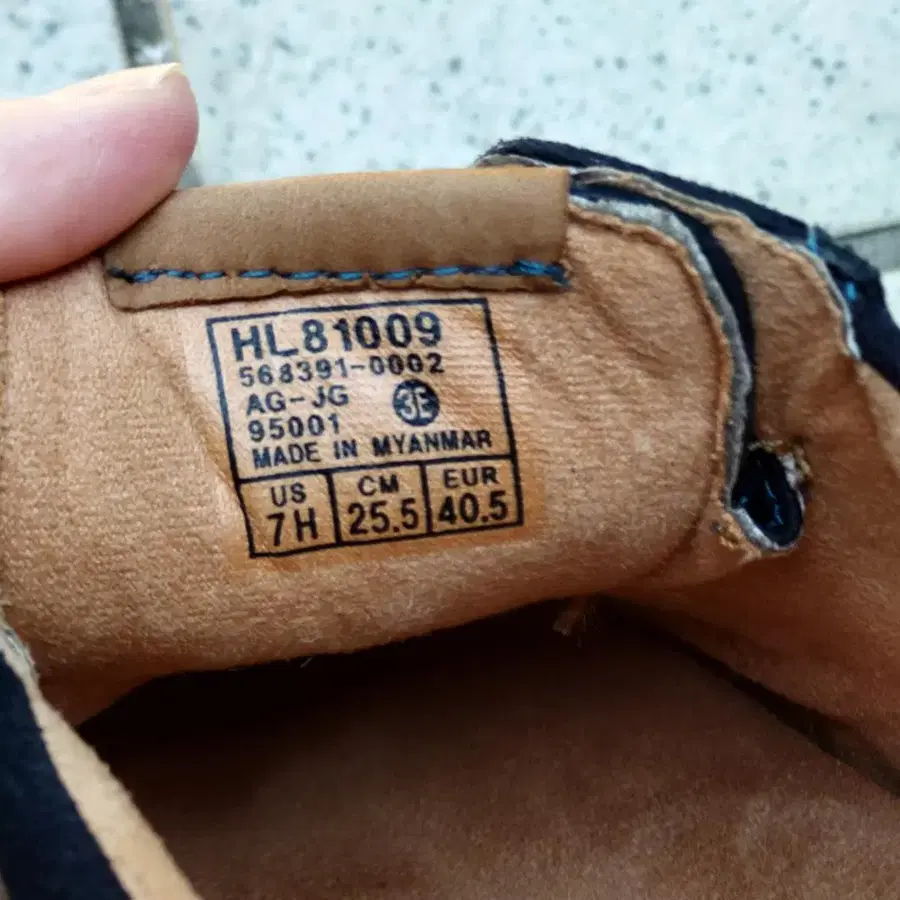 HL81009
568391-0002
AG-JG 3E
95001
MADE IN MYANMAR
US CM EUR
7H 25.5 40.5